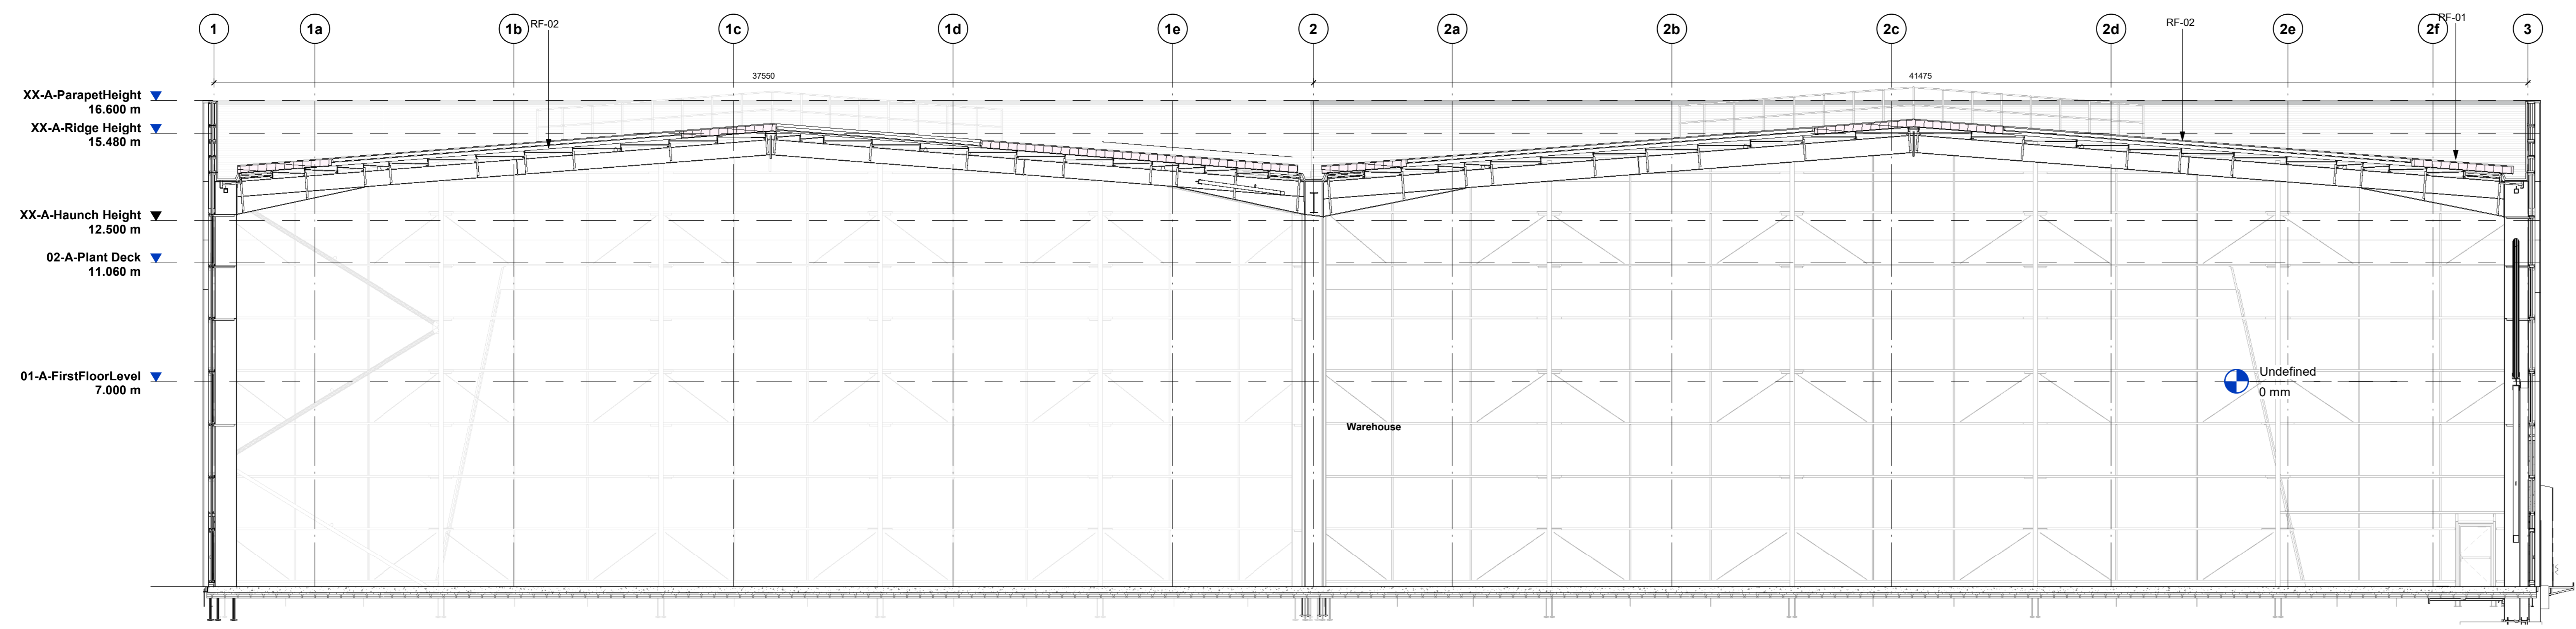 1
1a
1b
RF-02
1c
1d
1e
2
2a
2b
2c
2d
RF-02
2e
2f
RF-01
3
37550
41475
XX-A-ParapetHeight
16.600 m
XX-A-Ridge Height
15.480 m
XX-A-Haunch Height
12.500 m
02-A-Plant Deck
11.060 m
01-A-FirstFloorLevel
7.000 m
Undefined
0 mm
Warehouse